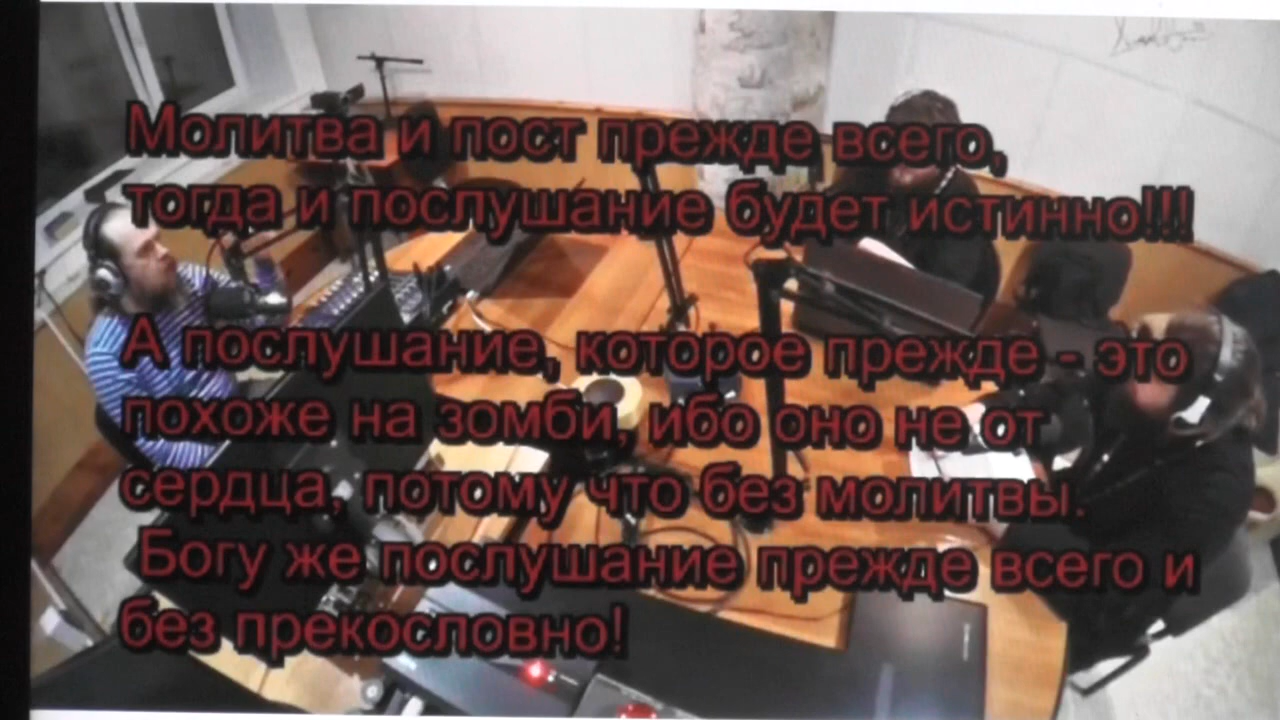 Молитва и пост прежде всего,
тогда и послушание будет истинно!!!
А послушание, которое прежде - это
похоже на зомби, ибо оно не от
сердца, потому что без молитвы.
Богу же послушание прежде всего и
без прекословно!